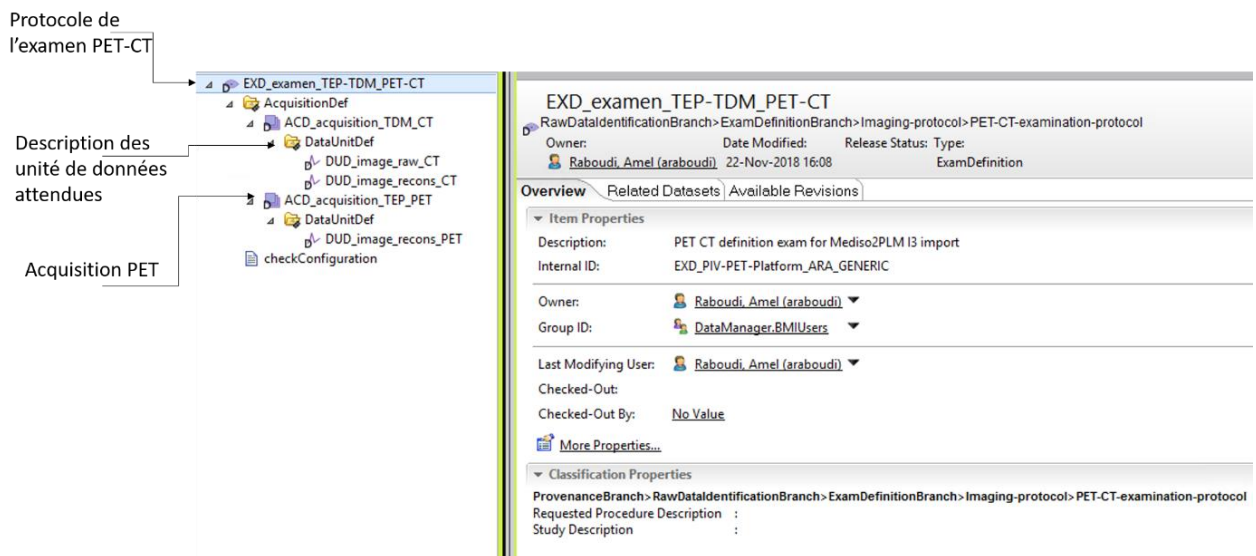 Protocole de
l'examen PET-CT
Description des
unité de données
attendues
Acquisition PET
EXD_examen_TEP-TDM_PET-CT
AcquisitionDef
ACD_acquisition_TDM_CT
DataUnitDef
DUD_image_raw_CT
DUD_image_recons_CT
ACD_acquisition_TEP_PET
DataUnitDef
DUD_image_recons_PET
checkConfiguration
EXD_examen_TEP-TDM_PET-CT
RawDataIdentificationBranch>ExamDefinitionBranch>Imaging-protocol>PET-CT-examination-protocol
Owner: Date Modified: Release Status: Type:
Raboudi, Amel (araboudi) 22-Nov-2018 16:08 ExamDefinition
Overview Related Datasets Available Revisions
Item Properties
Description: PET CT definition exam for Mediso2PLM I3 import
Internal ID: EXD_PIV-PET-Platform_ARA_GENERIC
Owner: Raboudi, Amel (araboudi)
Group ID: DataManager.BMIUsers
Last Modifying User: Raboudi, Amel (araboudi)
Checked-Out:
Checked-Out By: No Value
More Properties...
Classification Properties
ProvenanceBranch>RawDataIdentificationBranch>ExamDefinitionBranch>Imaging-protocol>PET-CT-examination-protocol
Requested Procedure Description :
Study Description :